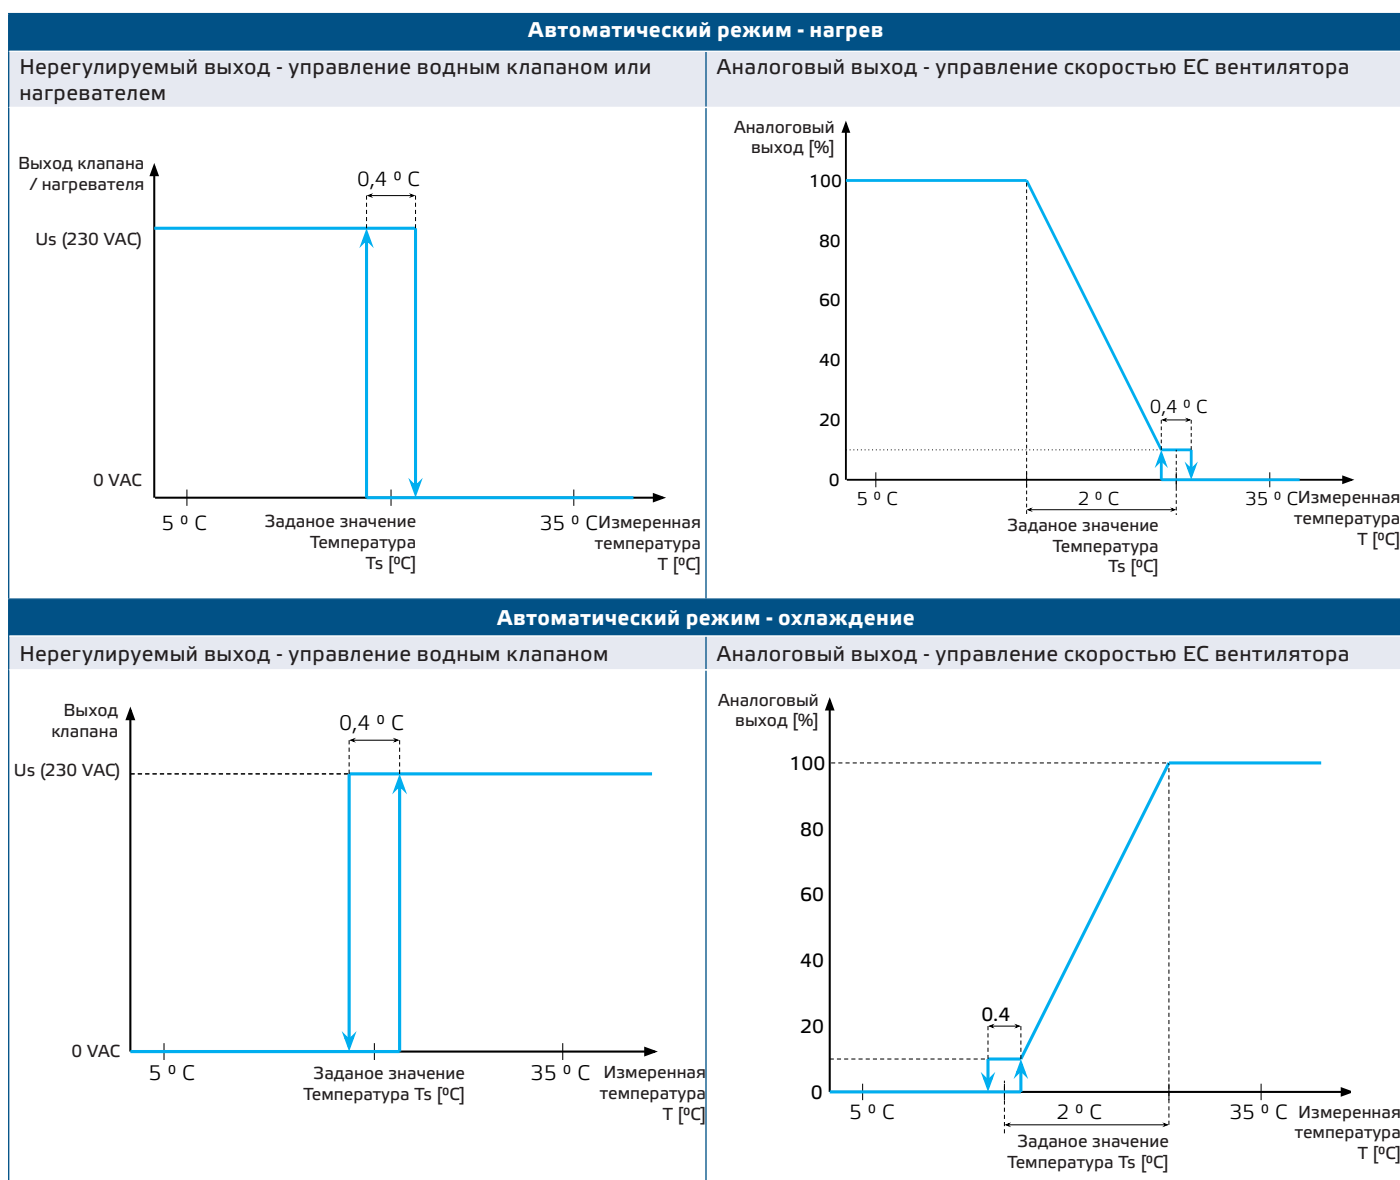 Автоматический режим - нагрев
Нерегулируемый выход - управление водным клапаном или
нагревателем
Аналоговый выход - управление скоростью ЕС вентилятора
Выход клапана
/ нагревателя
0,4 º C
Us (230 VAC)
0 VAC
5 º C
Заданое значение
Температура
Ts [ºC]
35 º C
Измеренная
температура
T [ºC]
Аналоговый
выход [%]
100
80
60
40
20
0
0,4 º C
5 º C
2 º C
35 º C
Заданое значение
Температура
Ts [ºC]
Измеренная
температура
T [ºC]
Автоматический режим - охлаждение
Нерегулируемый выход - управление водным клапаном
Аналоговый выход - управление скоростью ЕС вентилятора
Выход
клапана
0,4 º C
Us (230 VAC)
0 VAC
5 º C
Заданое значение
Температура Ts [ºC]
35 º C
Измеренная
температура
T [ºC]
Аналоговый
выход [%]
100
80
60
40
20
0
0.4
5 º C
2 º C
35 º C
Заданое значение
Температура Ts [ºC]
Измеренная
температура
T [ºC]